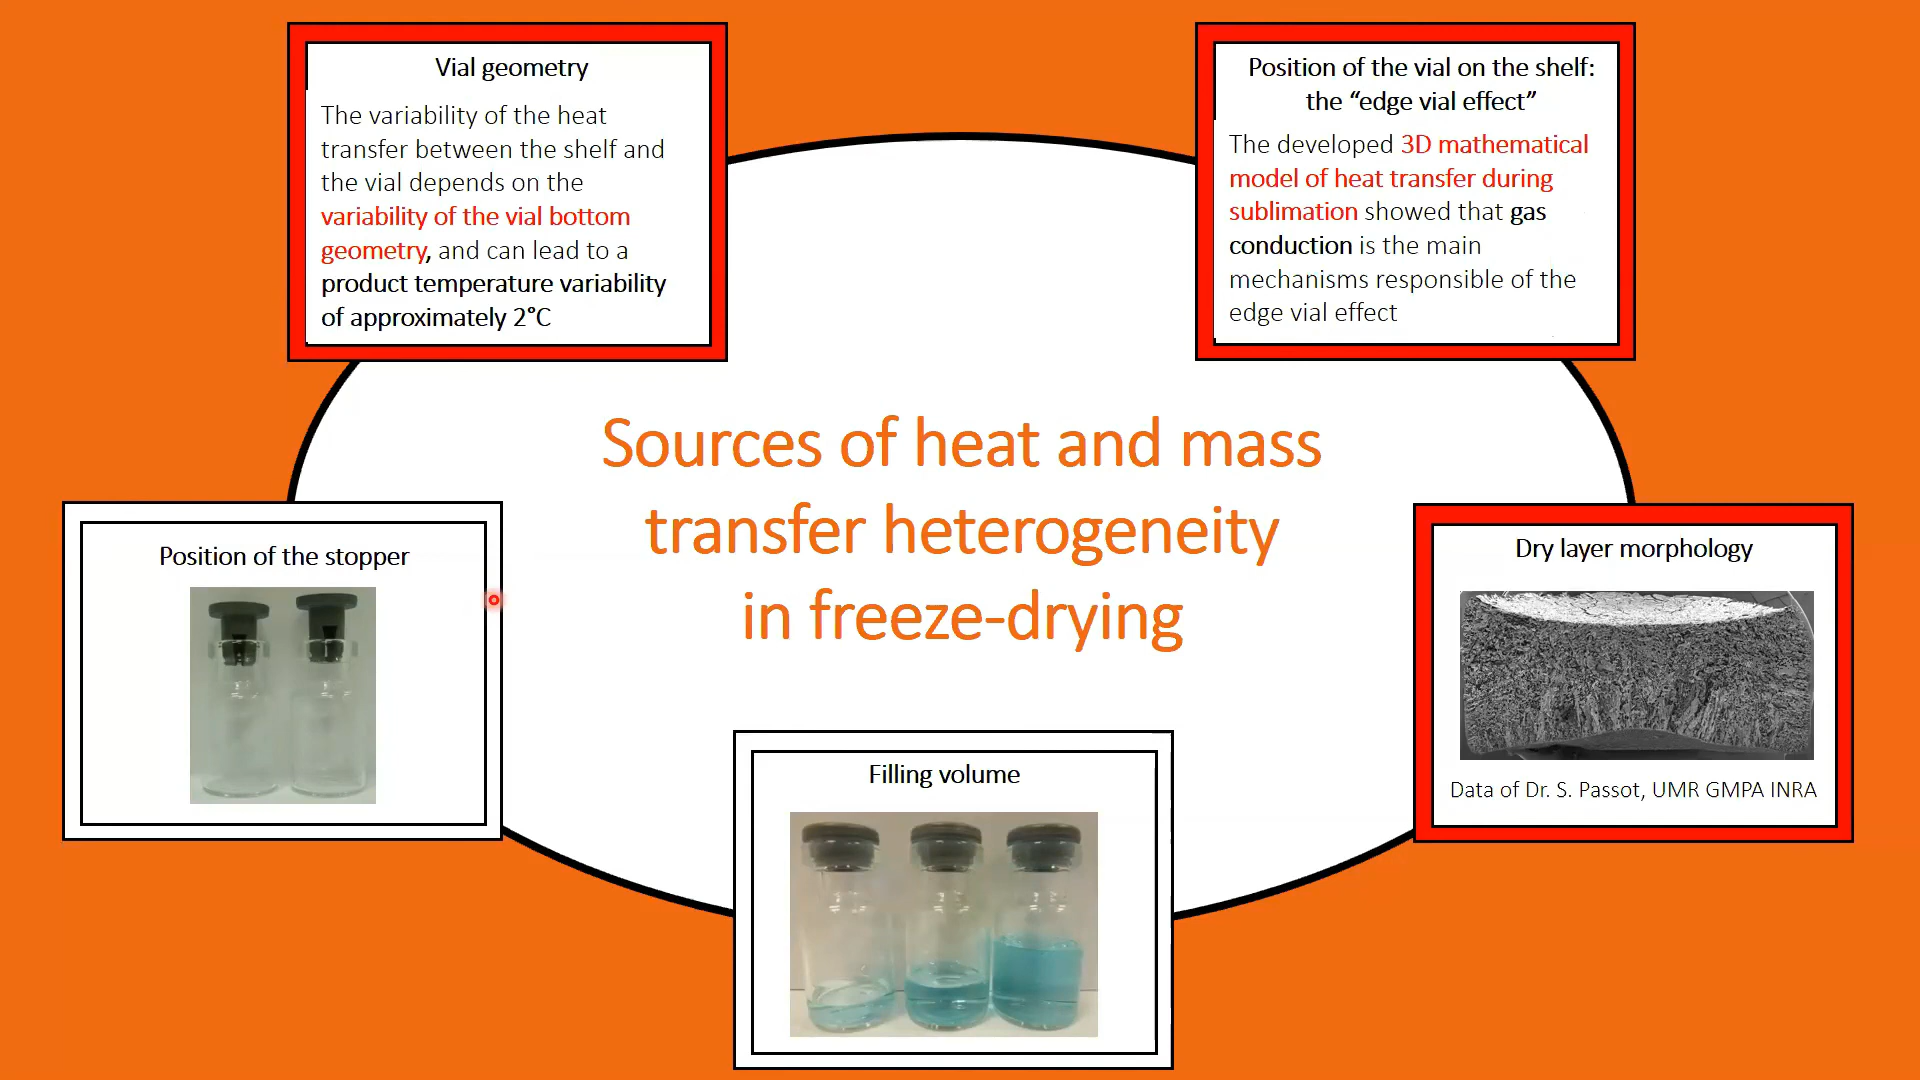 Vial geometry
The variability of the heat
transfer between the shelf and
the vial depends on the
variability of the vial bottom
geometry, and can lead to a
product temperature variability
of approximately 2°C
Position of the vial on the shelf:
the “edge vial effect”
The developed 3D mathematical
model of heat transfer during
sublimation showed that gas
conduction is the main
mechanisms responsible of the
edge vial effect
Sources of heat and mass
transfer heterogeneity
in freeze-drying
Position of the stopper
Dry layer morphology
Data of Dr. S. Passot, UMR GMPA INRA
Filling volume